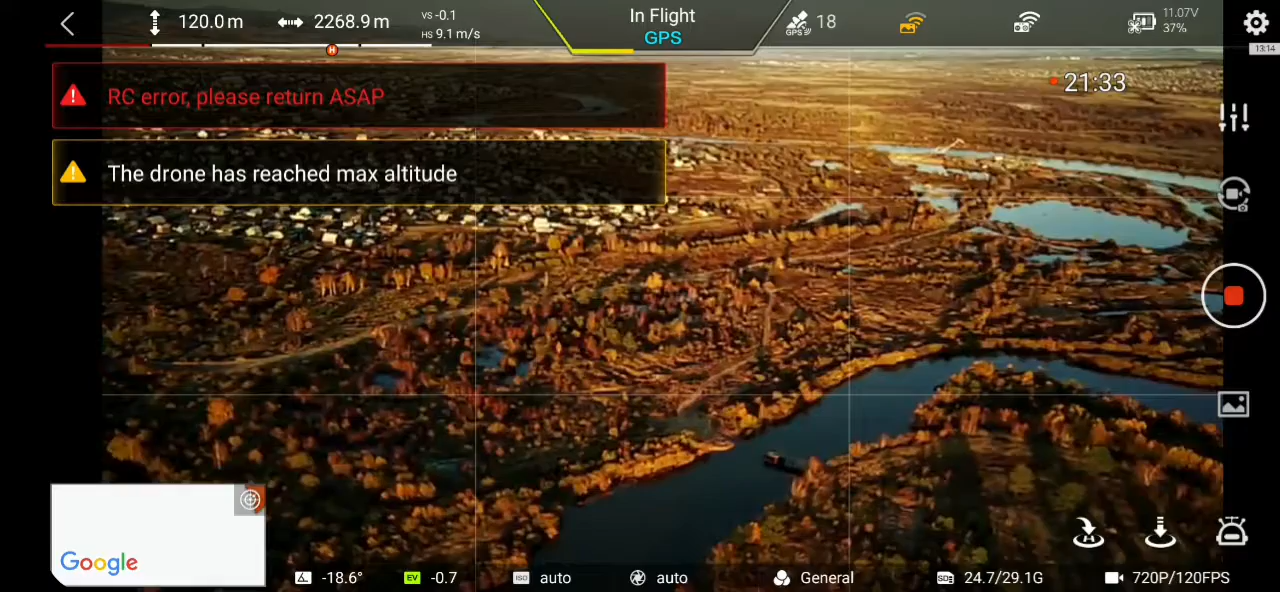 120.0 m
2268.9 m
VS -0.1
HS 9.1 m/s
In Flight
GPS
GPS
18
11.07V
37%
13:14
H
RC error, please return ASAP
21:33
The drone has reached max altitude
Google
-18.6°
EV -0.7
ISO auto
auto
General
SD 24.7/29.1G
720P/120FPS